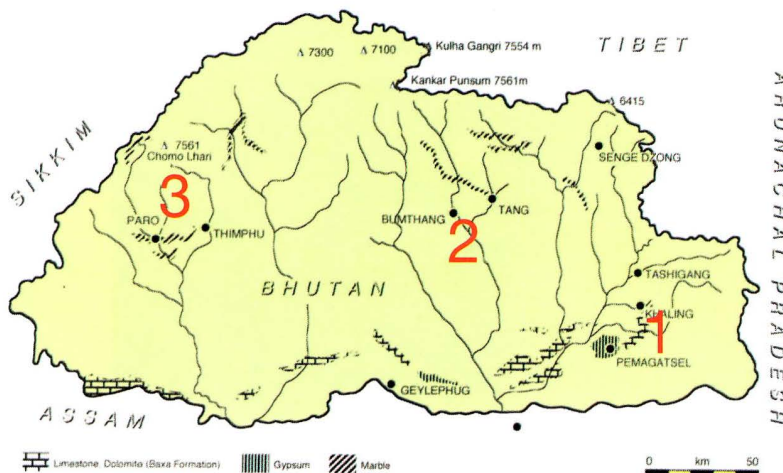 Δ 7300
Δ 7100
Δ Kulha Gangri 7554 m
TIBET
Δ Kankar Punsum 7561m
Δ 6415
SIKKIM
Δ 7561
Chomo Lhari
SENGE DZONG
3
PARO
THIMPHU
BUMTHANG
TANG
2
ARUNACHAL PRADESH
BHUTAN
TASHIGANG
KHALING
1
PEMAGATSEL
GEYLEPHUG
ASSAM
Limestone, Dolomite (Baxa Formation)
Gypsum
Marble
0 km 50